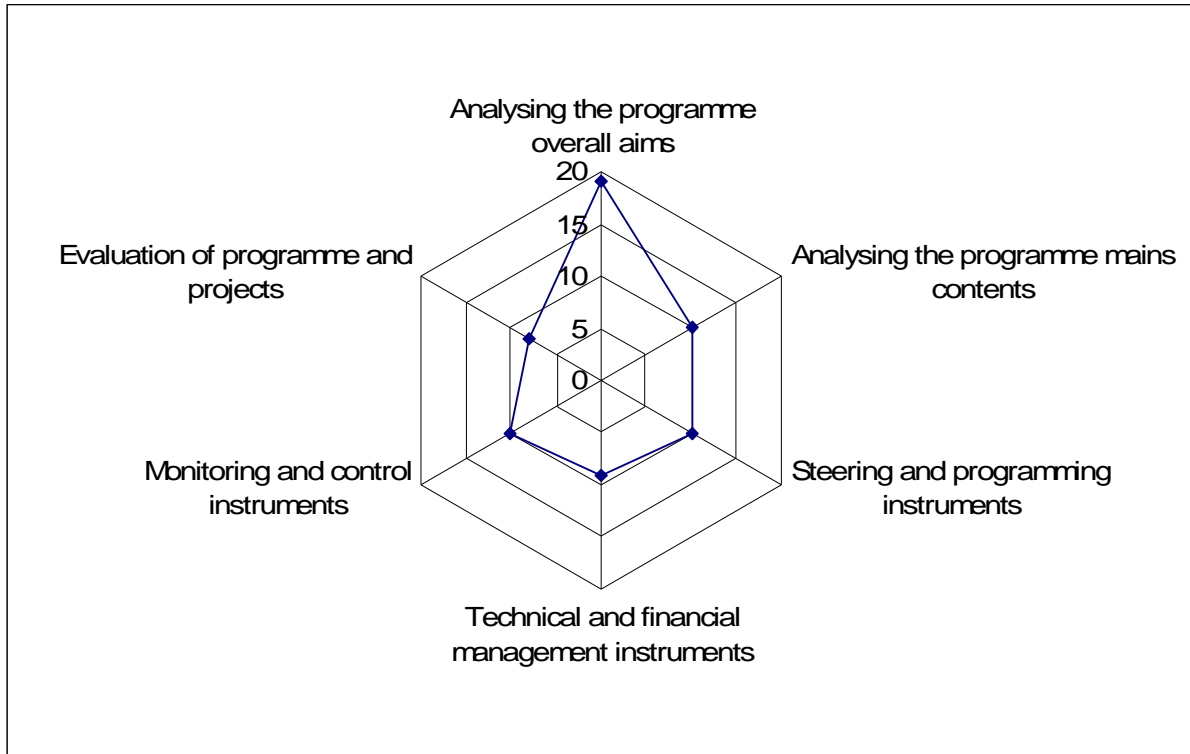 Analysing the programme
overall aims
20
15
10
5
0
Analysing the programme mains
contents
Steering and programming
instruments
Technical and financial
management instruments
Monitoring and control
instruments
Evaluation of programme and
projects